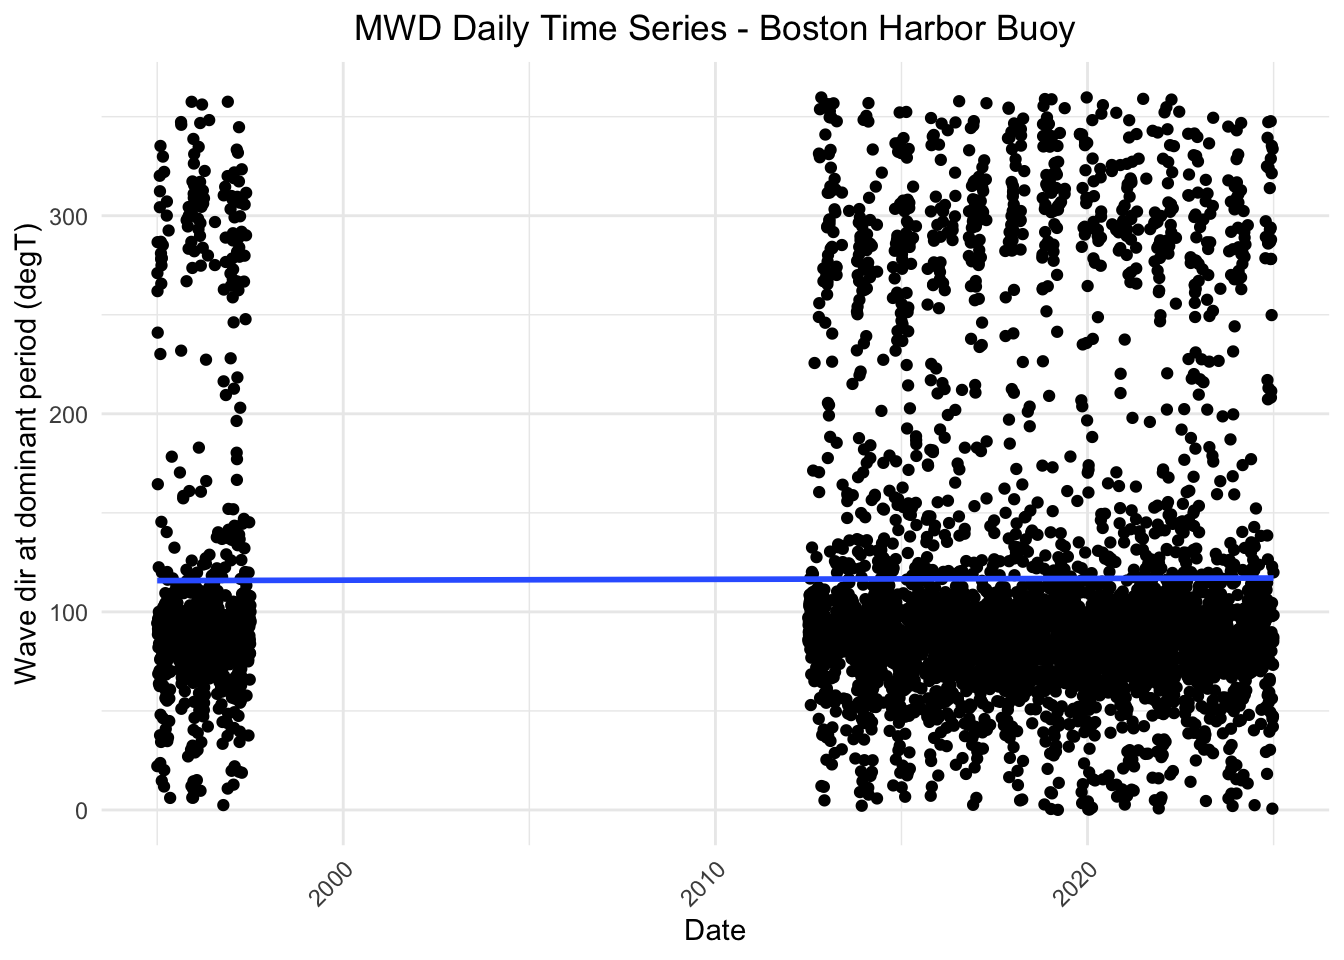 MWD Daily Time Series - Boston Harbor Buoy
Wave dir at dominant period (degT)
300
200
100
0
2000
2010
2020
Date